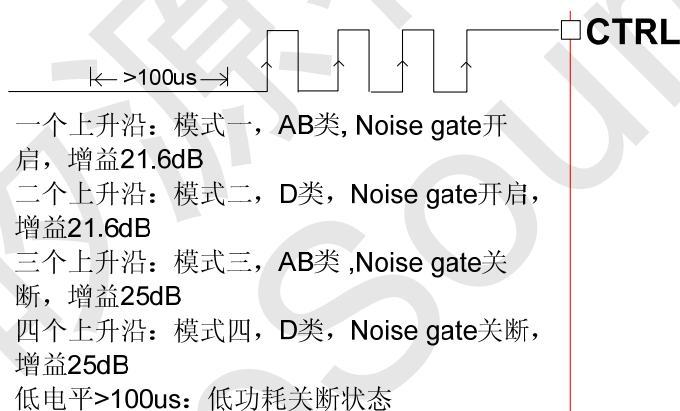 CTRL
>100us
一个上升沿：模式一，AB类, Noise gate开
启，增益21.6dB
二个上升沿：模式二，D类，Noise gate开启，
增益21.6dB
三个上升沿：模式三，AB类 ,Noise gate关
断，增益25dB
四个上升沿：模式四，D类，Noise gate关断，
增益25dB
低电平>100us：低功耗关断状态